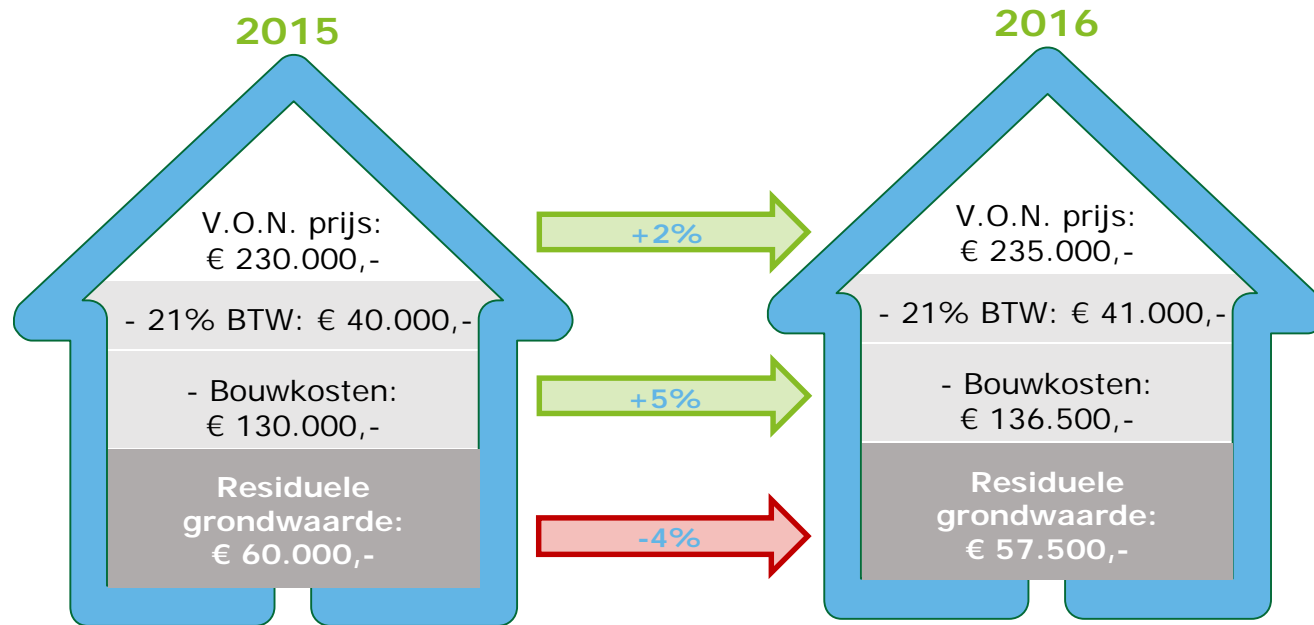 2015
V.O.N. prijs:
€ 230.000,-
- 21% BTW: € 40.000,-
- Bouwkosten:
€ 130.000,-
Residuele
grondwaarde:
€ 60.000,-
+2%
+5%
-4%
2016
V.O.N. prijs:
€ 235.000,-
- 21% BTW: € 41.000,-
- Bouwkosten:
€ 136.500,-
Residuele
grondwaarde:
€ 57.500,-